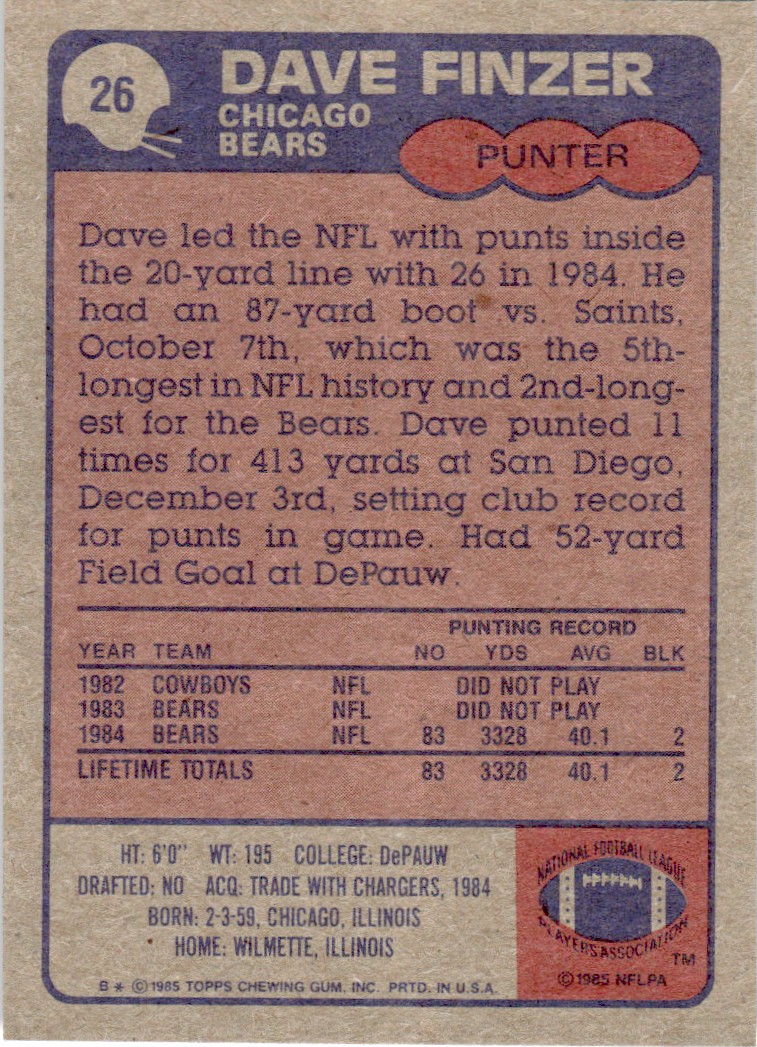 26
DAVE FINZER
CHICAGO
BEARS
PUNTER
Dave led the NFL with punts inside
the 20-yard line with 26 in 1984. He
had an 87-yard boot vs. Saints,
October 7th, which was the 5th-
longest in NFL history and 2nd-long-
est for the Bears. Dave punted 11
times for 413 yards at San Diego,
December 3rd, setting club record
for punts in game. Had 52-yard
Field Goal at DePauw.
PUNTING RECORD
YEAR TEAM NO YDS AVG BLK
1982 COWBOYS NFL DID NOT PLAY
1983 BEARS NFL DID NOT PLAY
1984 BEARS NFL 83 3328 40.1 2
LIFETIME TOTALS 83 3328 40.1 2
HT: 6'0" WT: 195 COLLEGE: DePAUW
DRAFTED: NO ACQ: TRADE WITH CHARGERS, 1984
BORN: 2-3-59, CHICAGO, ILLINOIS
HOME: WILMETTE, ILLINOIS
B * © 1985 TOPPS CHEWING GUM, INC. PRTD. IN U.S.A.
NATIONAL FOOTBALL LEAGUE
PLAYERS ASSOCIATION
TM
© 1985 NFLPA